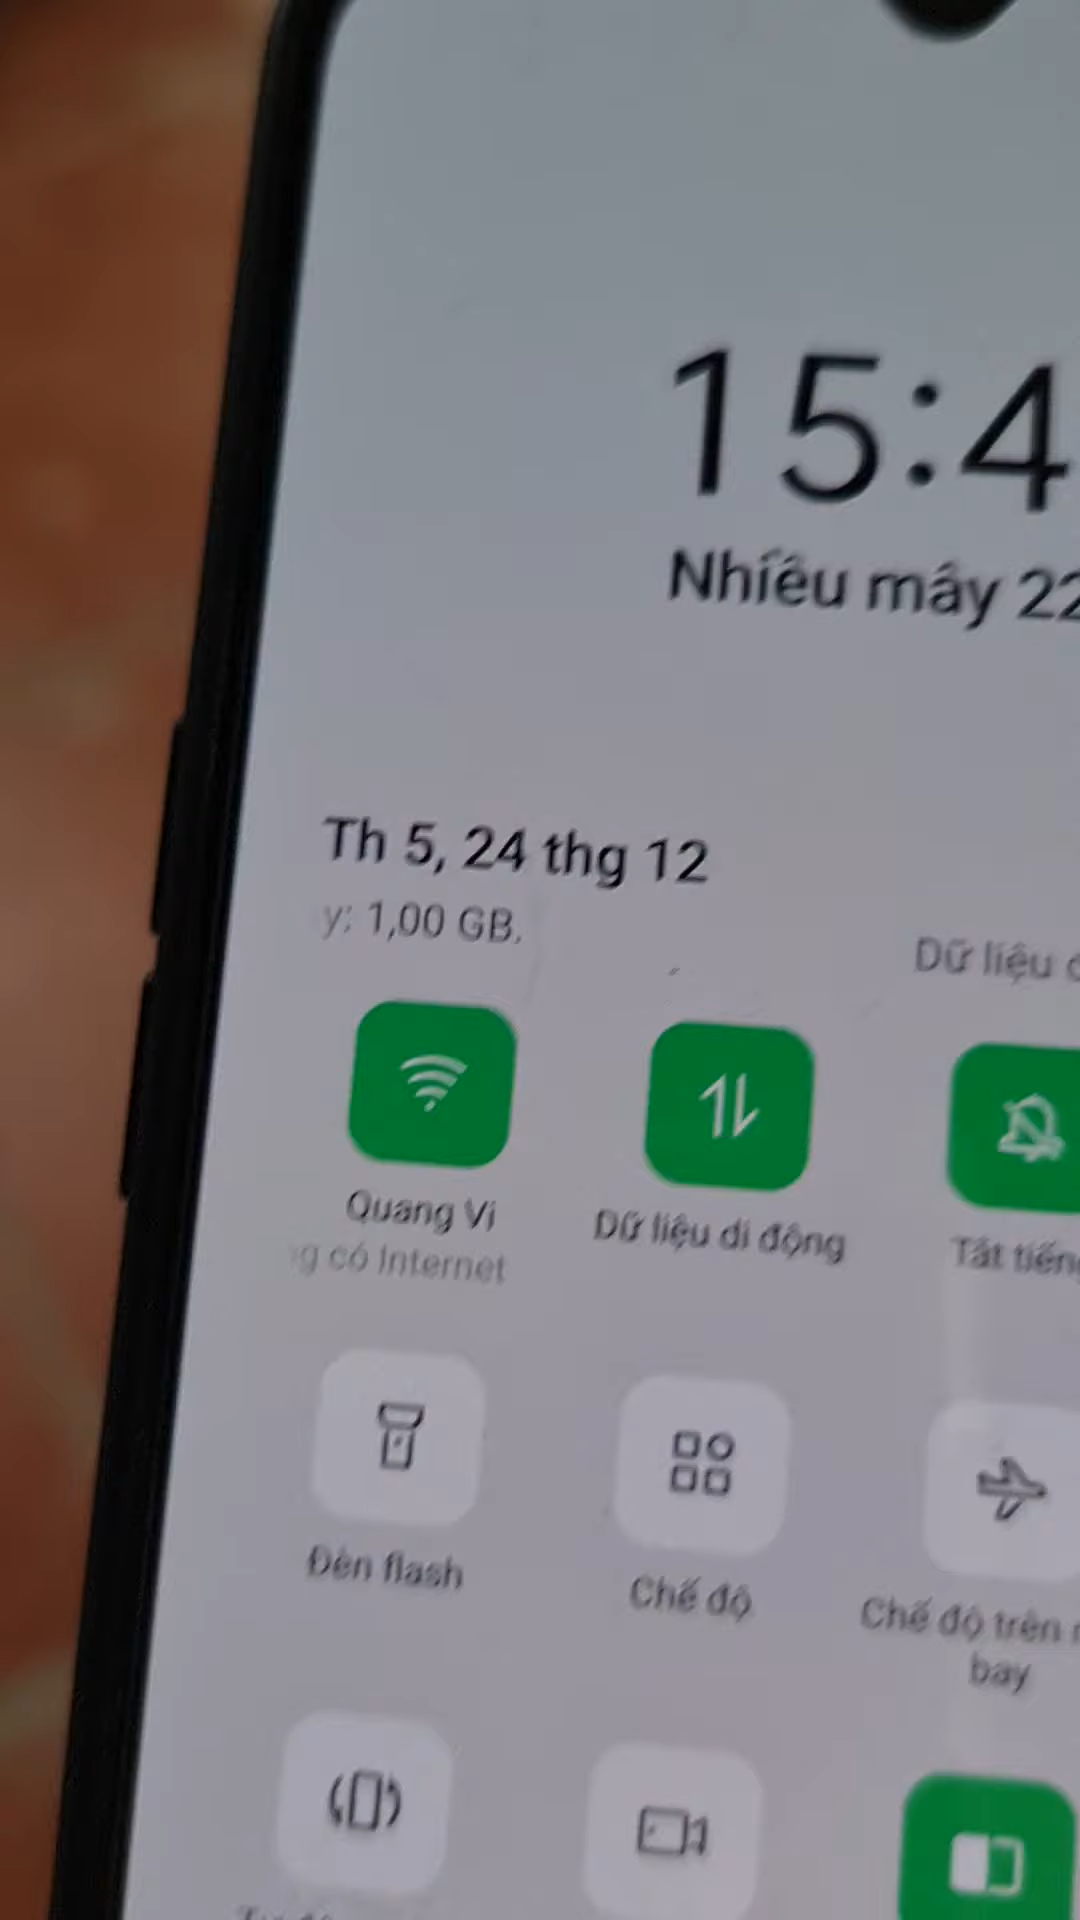 15:4
Nhiều mây 22
Th 5, 24 thg 12
y: 1,00 GB.
Dữ liệu
Quang Vi
Dữ liệu di động
Tắt tiếng
có Internet
Đèn flash
Chế độ
Chế độ trên
bay